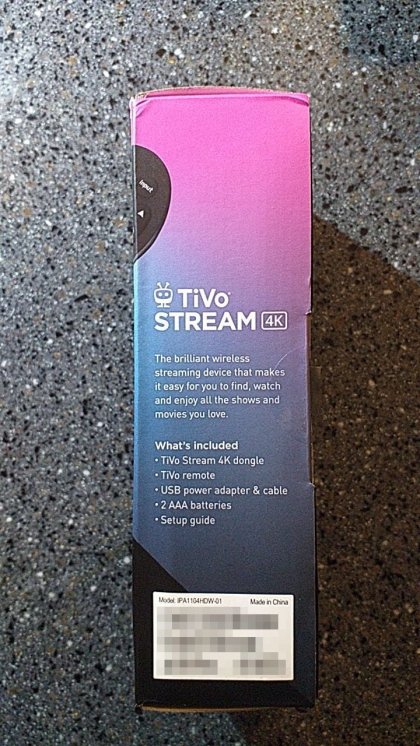 Input
TiVo
STREAM 4K
The brilliant wireless
streaming device that makes
it easy for you to find, watch
and enjoy all the shows and
movies you love.
What's included
• TiVo Stream 4K dongle
• TiVo remote
• USB power adapter & cable
• 2 AAA batteries
• Setup guide
Model: IPA1104HDW-01 Made in China